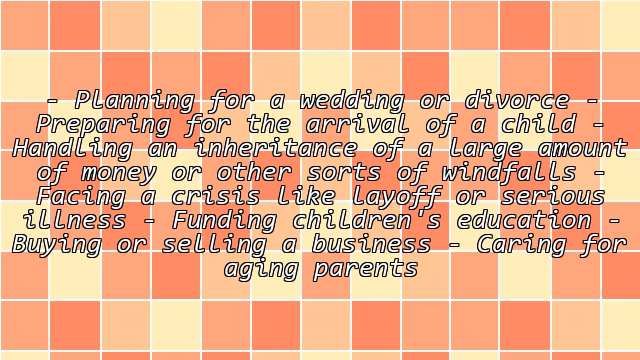 - Planning for a wedding or divorce -
Preparing for the arrival of a child -
Handling an inheritance of a large amount
of money or other sorts of windfalls -
Facing a crisis like layoff or serious
illness - Funding children's education -
Buying or selling a business - Caring for
aging parents